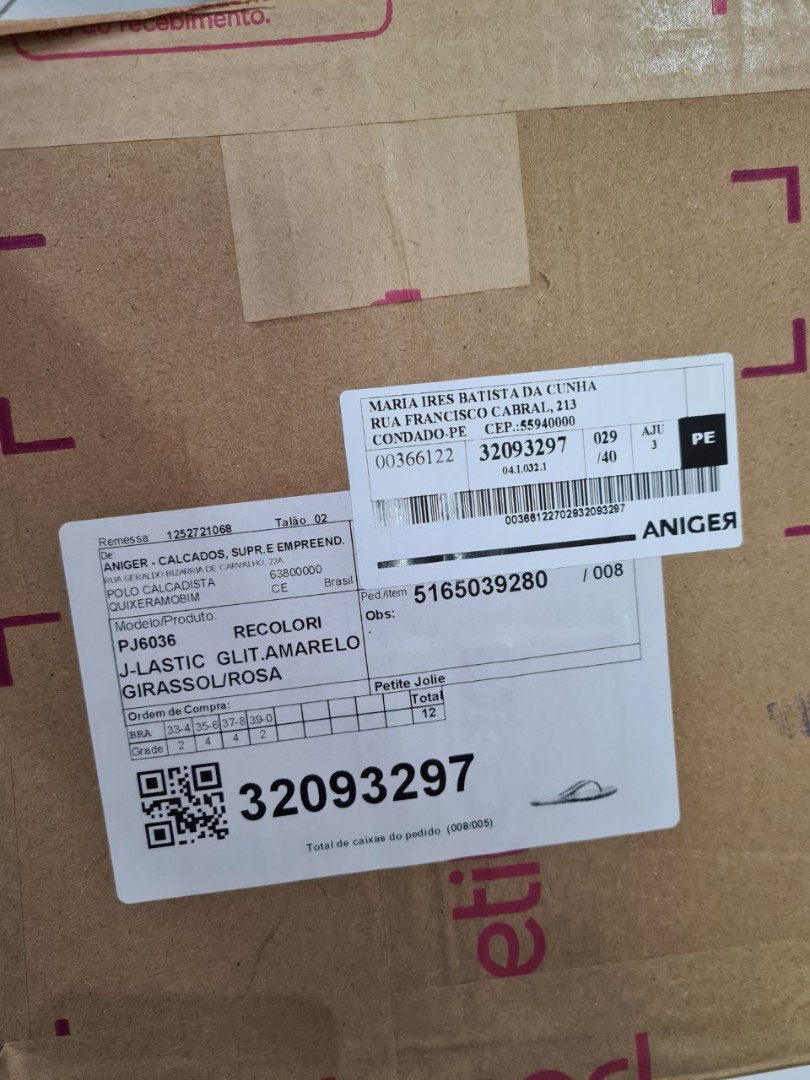 do recebimento.
MARIA IRES BATISTA DA CUNHA
RUA FRANCISCO CABRAL, 213
CONDADO-PE CEP.:55940000
00366122 32093297 029 /40 AJU 3 PE
04.1.032.1
00366122702932093297
ANIGER
Remessa: 1252721068 Talão 02
De:
ANIGER - CALCADOS, SUPR.E EMPREEND.
RUA GERALDO BIZARRIA DE CARVALHO, 22A
POLO CALCADISTA 63800000
QUIXERAMOBIM CE Brasil
Ped/item 5165039280 / 008
Obs:
-
Modelo/Produto:
PJ6036 RECOLORI
J-LASTIC GLIT.AMARELO
GIRASSOL/ROSA
Petite Jolie
Ordem de Compra:
BRA 33-4 35-6 37-8 39-0 Total
Grade 2 4 4 2 12
32093297
Total de caixas do pedido (008/005)
eti